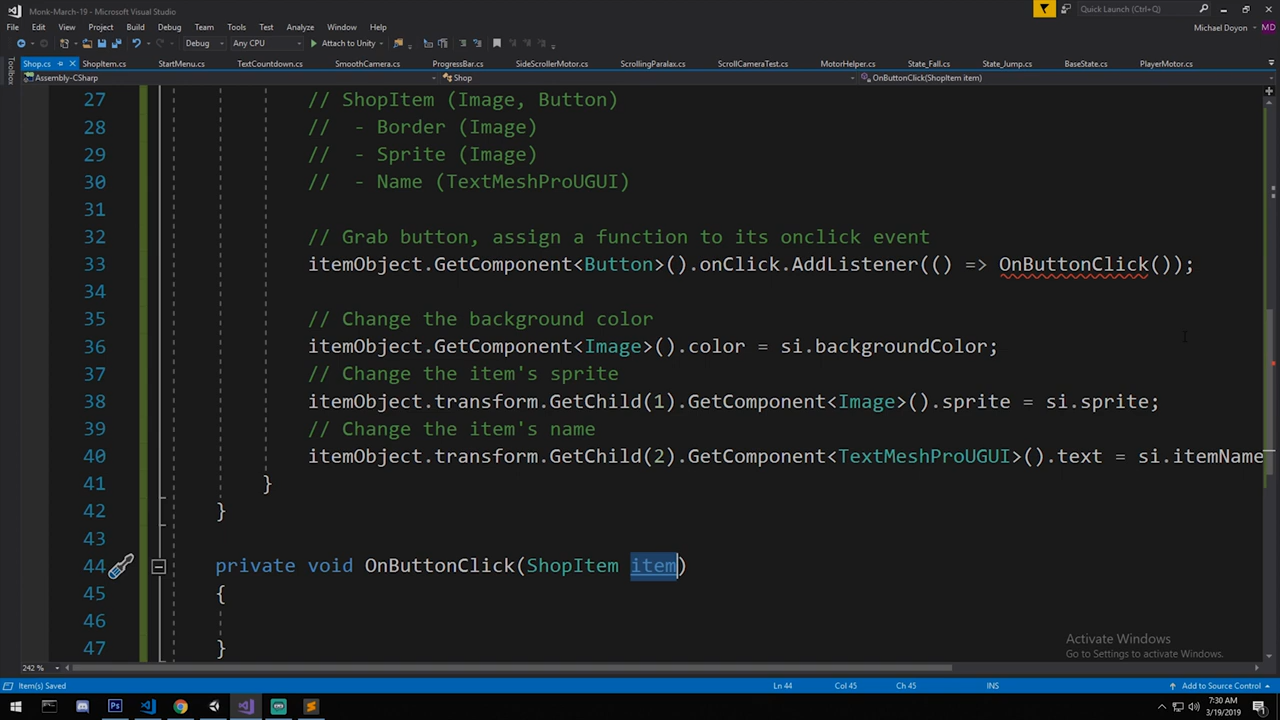 Monk-March-19 - Microsoft Visual Studio
Quick Launch (Ctrl+Q)
File Edit View Project Build Debug Team Tools Test Analyze Window Help
Michael Doyon MD
Debug Any CPU Attach to Unity
Toolbox
Shop.cs ShopItem.cs StartMenu.cs TextCountdown.cs SmoothCamera.cs ProgressBar.cs SideScrollerMotor.cs ScrollingParalax.cs ScrollCameraTest.cs MotorHelper.cs State_Fall.cs State_Jump.cs BaseState.cs PlayerMotor.cs
Assembly-CSharp Shop OnButtonClick(ShopItem item)
27 // ShopItem (Image, Button)
28 // - Border (Image)
29 // - Sprite (Image)
30 // - Name (TextMeshProUGUI)
31
32 // Grab button, assign a function to its onclick event
33 itemObject.GetComponent<Button>().onClick.AddListener(() => OnButtonClick());
34
35 // Change the background color
36 itemObject.GetComponent<Image>().color = si.backgroundColor;
37 // Change the item's sprite
38 itemObject.transform.GetChild(1).GetComponent<Image>().sprite = si.sprite;
39 // Change the item's name
40 itemObject.transform.GetChild(2).GetComponent<TextMeshProUGUI>().text = si.itemName
41 }
42 }
43
44 private void OnButtonClick(ShopItem item)
45 {
46
47 }
Activate Windows
Go to Settings to activate Windows.
242 %
Item(s) Saved Ln 44 Col 45 Ch 45 INS Add to Source Control
7:30 AM
3/19/2019